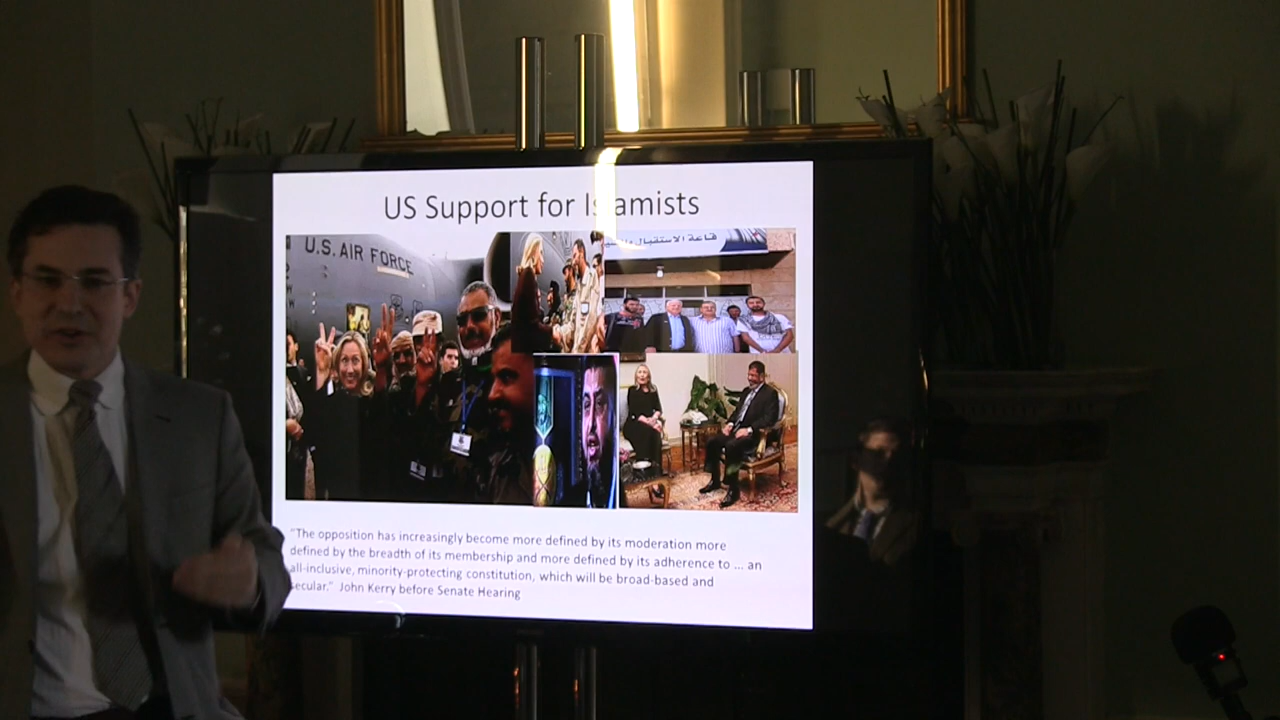 US Support for Islamists
U.S. AIR FORCE
قاعة الاستقبال
"The opposition has increasingly become more defined by its moderation more
defined by the breadth of its membership and more defined by its adherence to ... an
all-inclusive, minority-protecting constitution, which will be broad-based and
secular." John Kerry before Senate Hearing